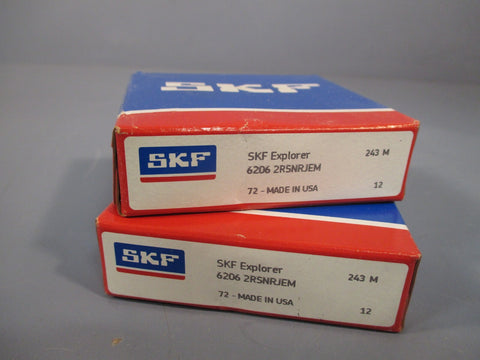 SKF
SKF
SKF Explorer 243 M
6206 2RSNRJEM
72 - MADE IN USA 12
SKF
SKF Explorer 243 M
6206 2RSNRJEM
72 - MADE IN USA 12